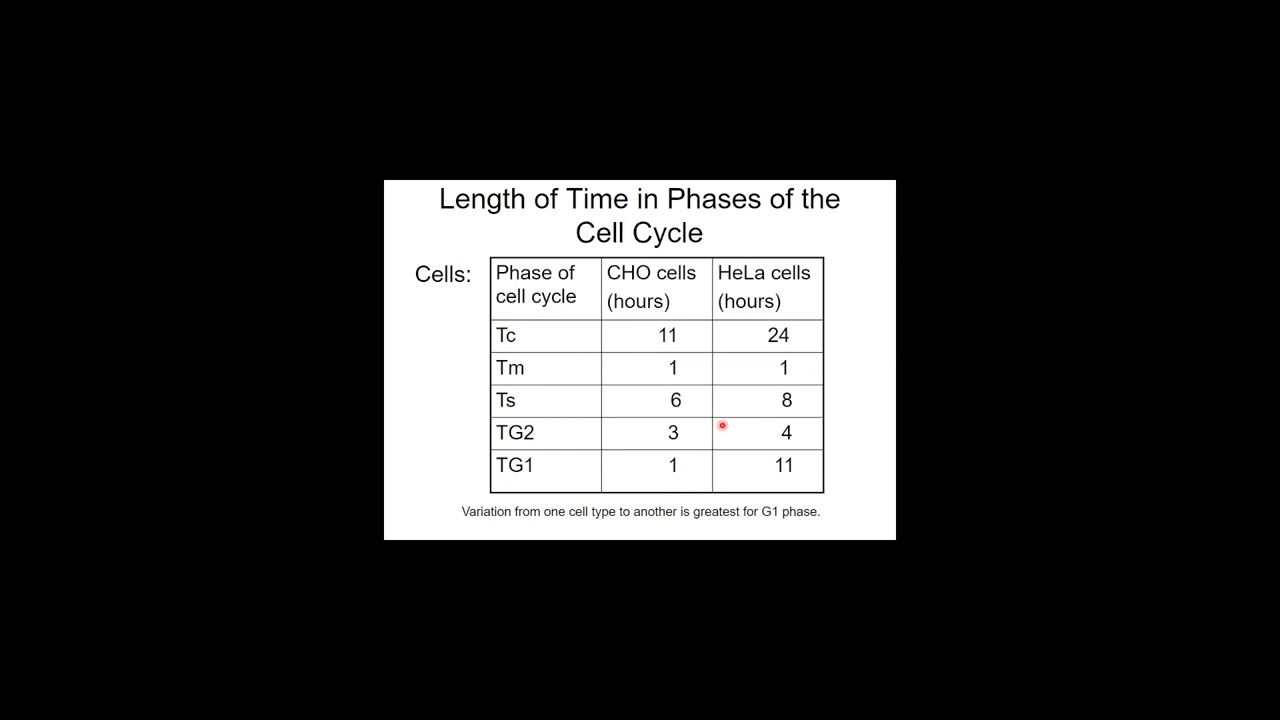 Length of Time in Phases of the
Cell Cycle
Cells:
Phase of cell cycle CHO cells (hours) HeLa cells (hours)
Tc 11 24
Tm 1 1
Ts 6 8
TG2 3 4
TG1 1 11
Variation from one cell type to another is greatest for G1 phase.